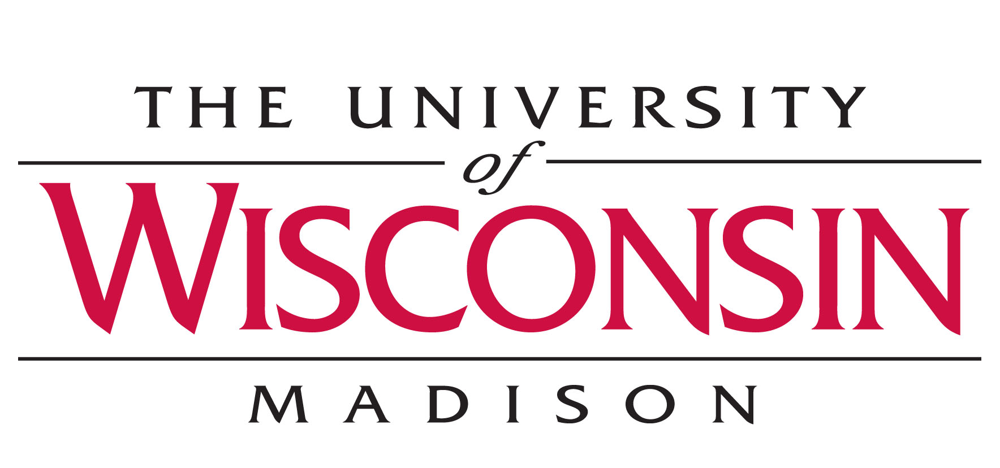 THE UNIVERSITY
of
WISCONSIN
MADISON